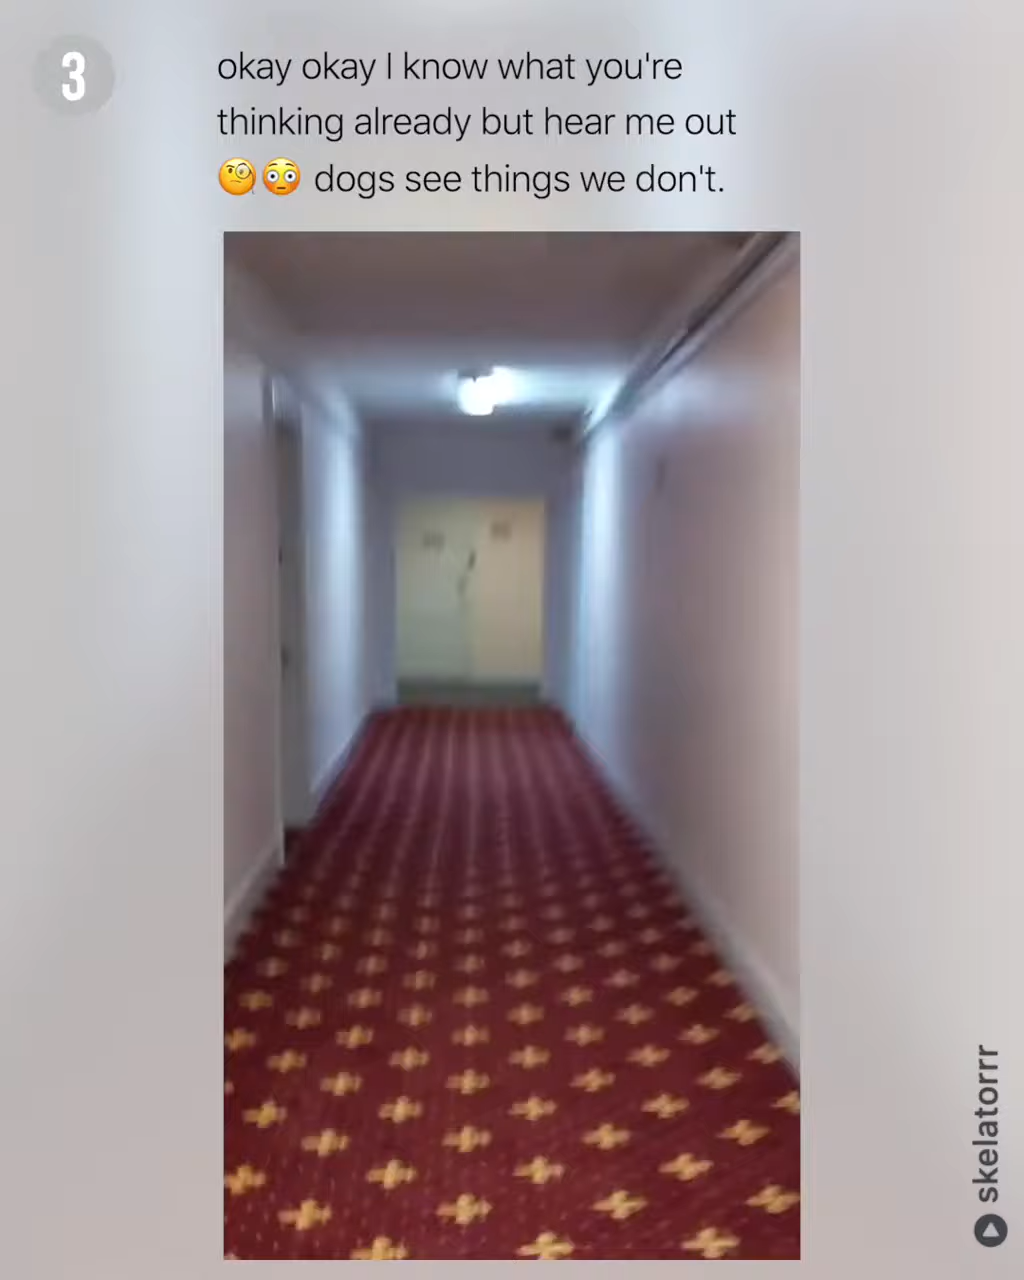 3
okay okay I know what you're
thinking already but hear me out
🧐😳 dogs see things we don't.
skelatorrr